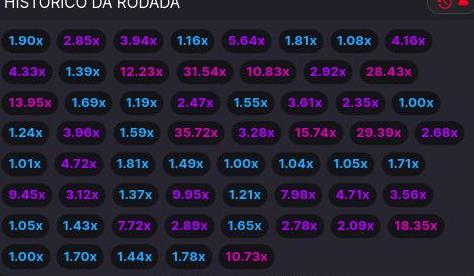 HISTÓRICO DA RODADA
1.90x 2.85x 3.94x 1.16x 5.64x 1.81x 1.08x 4.16x
4.33x 1.39x 12.23x 31.54x 10.83x 2.92x 28.43x
13.95x 1.69x 1.19x 2.47x 1.55x 3.61x 2.35x 1.00x
1.24x 3.96x 1.59x 35.72x 3.28x 15.74x 29.39x 2.68x
1.01x 4.72x 1.81x 1.49x 1.00x 1.04x 1.05x 1.71x
9.45x 3.12x 1.37x 9.95x 1.21x 7.98x 4.71x 3.56x
1.05x 1.43x 7.72x 2.89x 1.65x 2.78x 2.09x 18.35x
1.00x 1.70x 1.44x 1.78x 10.73x